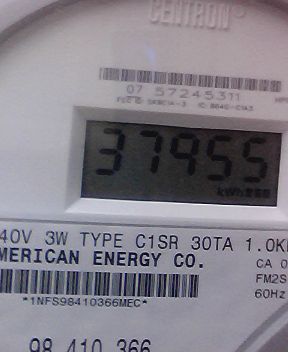 CENTRON®
07 57245311
37955
kWh
40V 3W TYPE C1SR 30TA 1.0K
MERICAN ENERGY CO.
CA 0
FM2S
60Hz
*1NFS98410366MEC*
98 410 366